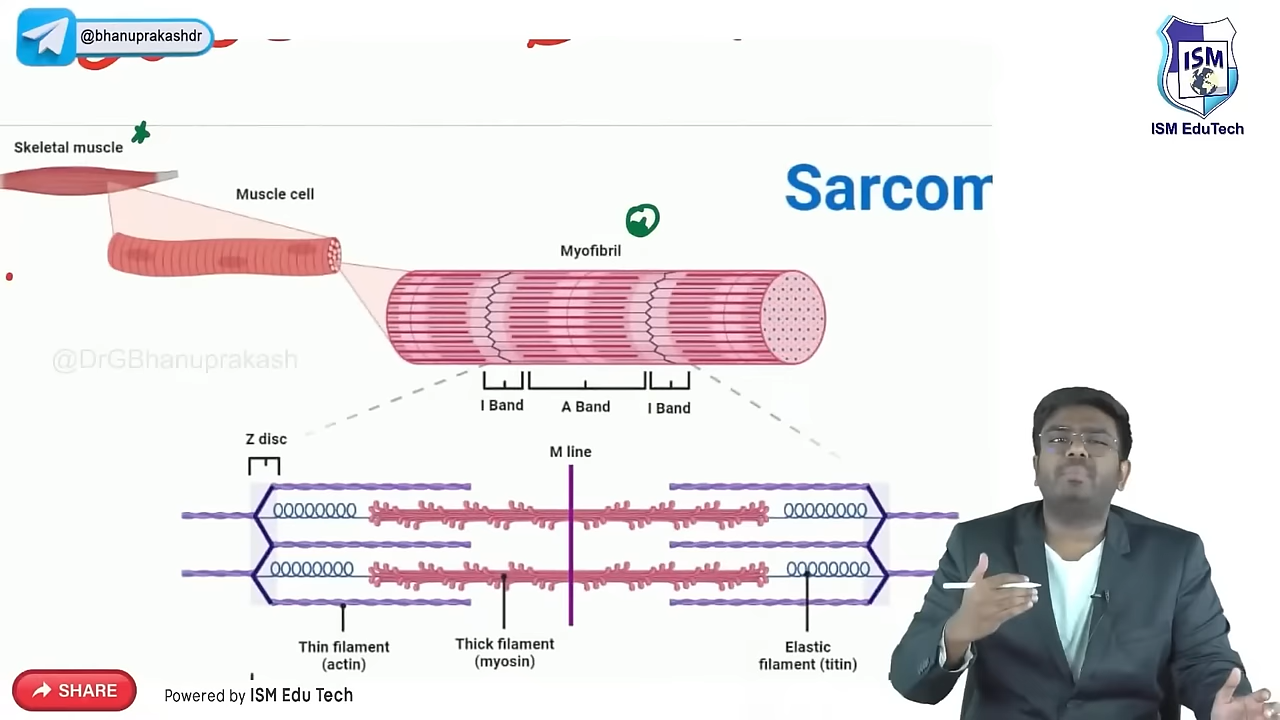 @bhanuprakashdr
ISM
ISM EduTech
Skeletal muscle
Muscle cell
Sarcom
Myofibril
@DrGBhanuprakash
I Band
A Band
I Band
Z disc
M line
Thin filament
(actin)
Thick filament
(myosin)
Elastic
filament (titin)
SHARE
Powered by ISM Edu Tech